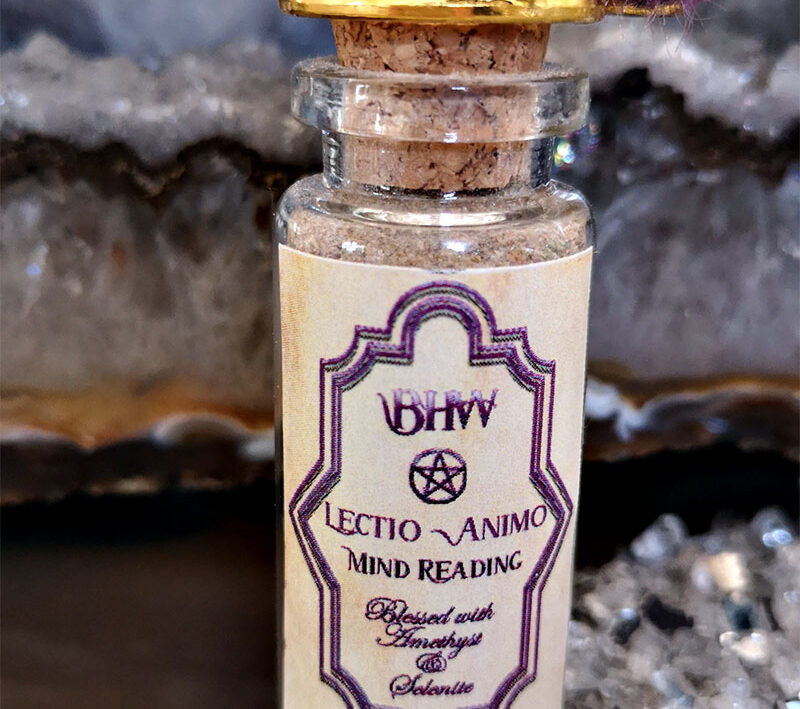 BHW
LECTIO ANIMO
MIND READING
Blessed with
Amethyst
&
Selenite